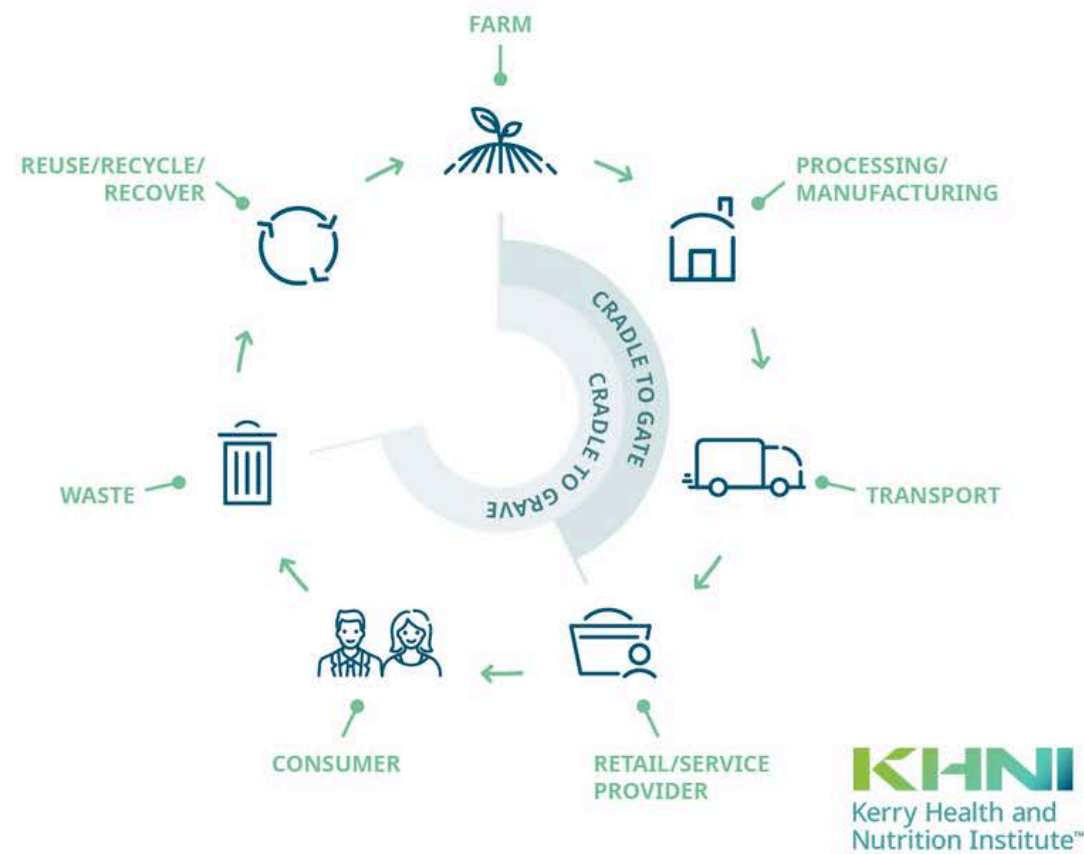 FARM
PROCESSING/
MANUFACTURING
TRANSPORT
RETAIL/SERVICE
PROVIDER
CONSUMER
WASTE
REUSE/RECYCLE/
RECOVER
CRADLE TO GATE
CRADLE TO GRAVE
KHNI
Kerry Health and
Nutrition Institute™